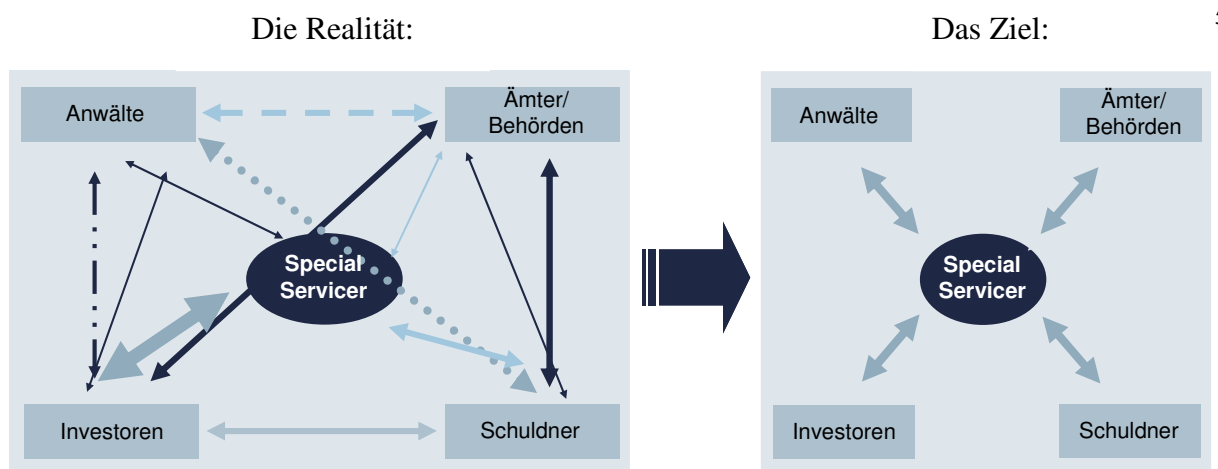 Die Realität:
Das Ziel:
Anwälte
Ämter/
Behörden
Special
Servicer
Investoren
Schuldner
Anwälte
Ämter/
Behörden
Special
Servicer
Investoren
Schuldner